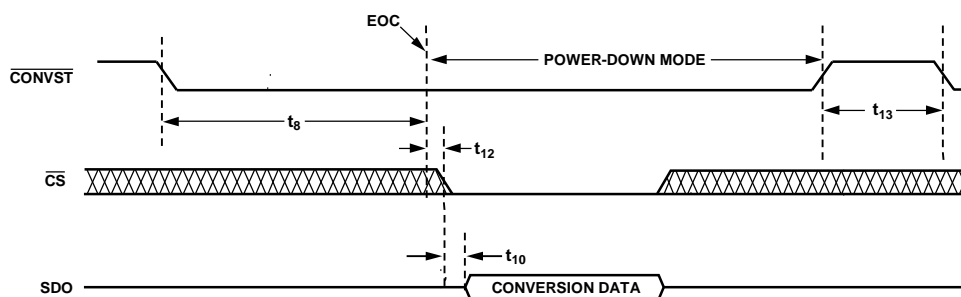 EOC
POWER-DOWN MODE
CONVST
t8
t13
t12
CS
t10
SDO
CONVERSION DATA